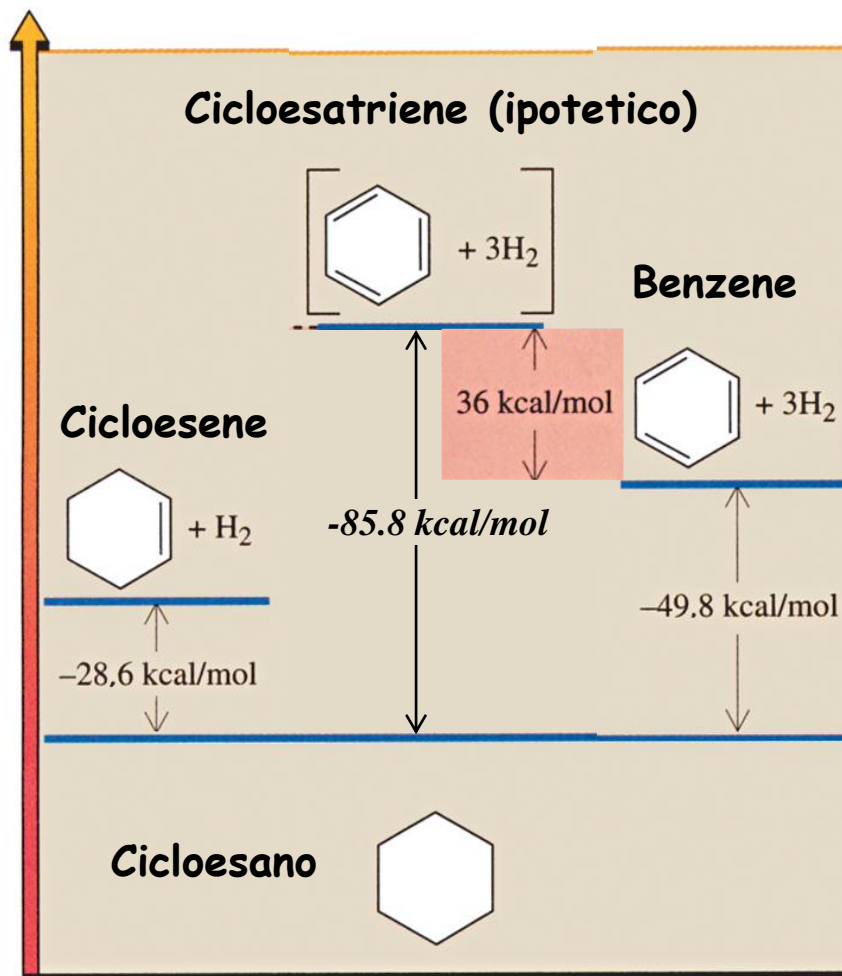 Cicloesatriene (ipotetico)
+ 3H₂
Benzene
36 kcal/mol
+ 3H₂
Cicloesene
+ H₂
-85.8 kcal/mol
–49,8 kcal/mol
–28,6 kcal/mol
Cicloesano